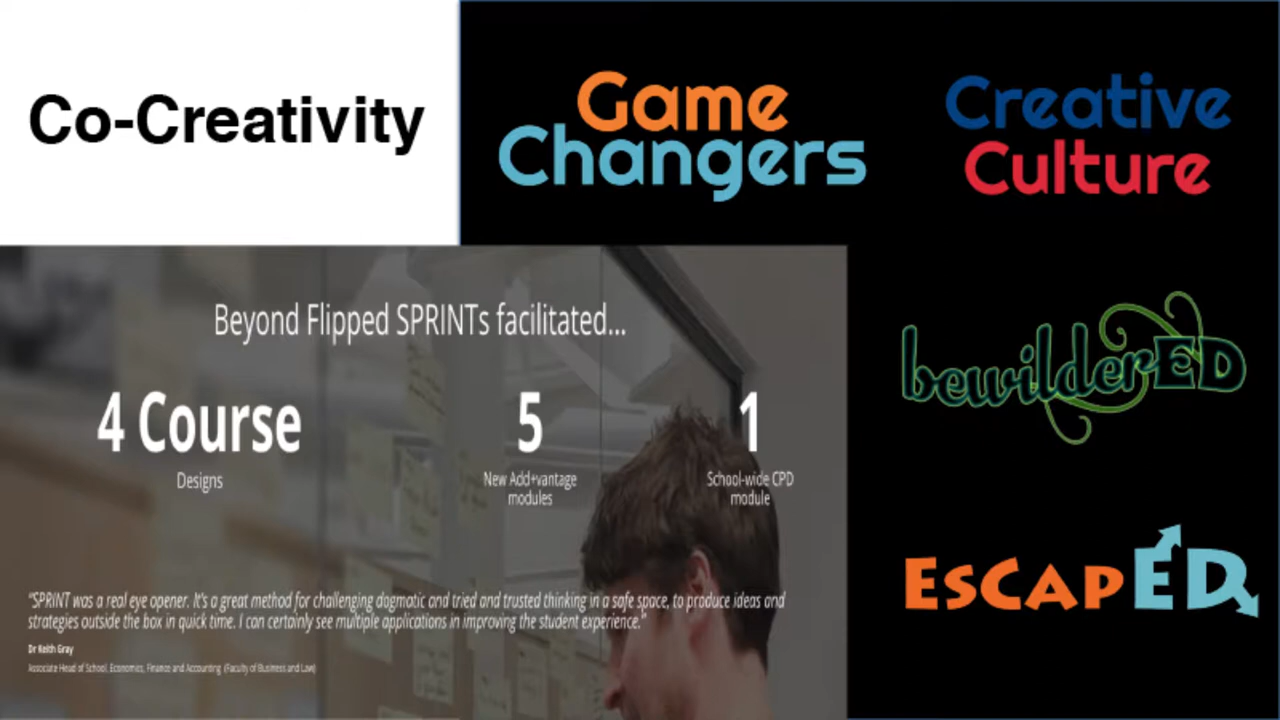 Co-Creativity
Game
Changers
Creative
Culture
Beyond Flipped SPRINTs facilitated...
4 Course
Designs
5
New Add+vantage
modules
1
School-wide CPD
module
bewilderED
EscapED
"SPRINT was a real eye opener. It's a great method for challenging dogmatic and tried and trusted thinking in a safe space, to produce ideas and
strategies outside the box in quick time. I can certainly see multiple applications in improving the student experience."
Dr Keith Gray
Associate Head of School, Economics, Finance and Accounting (Faculty of Business and Law)